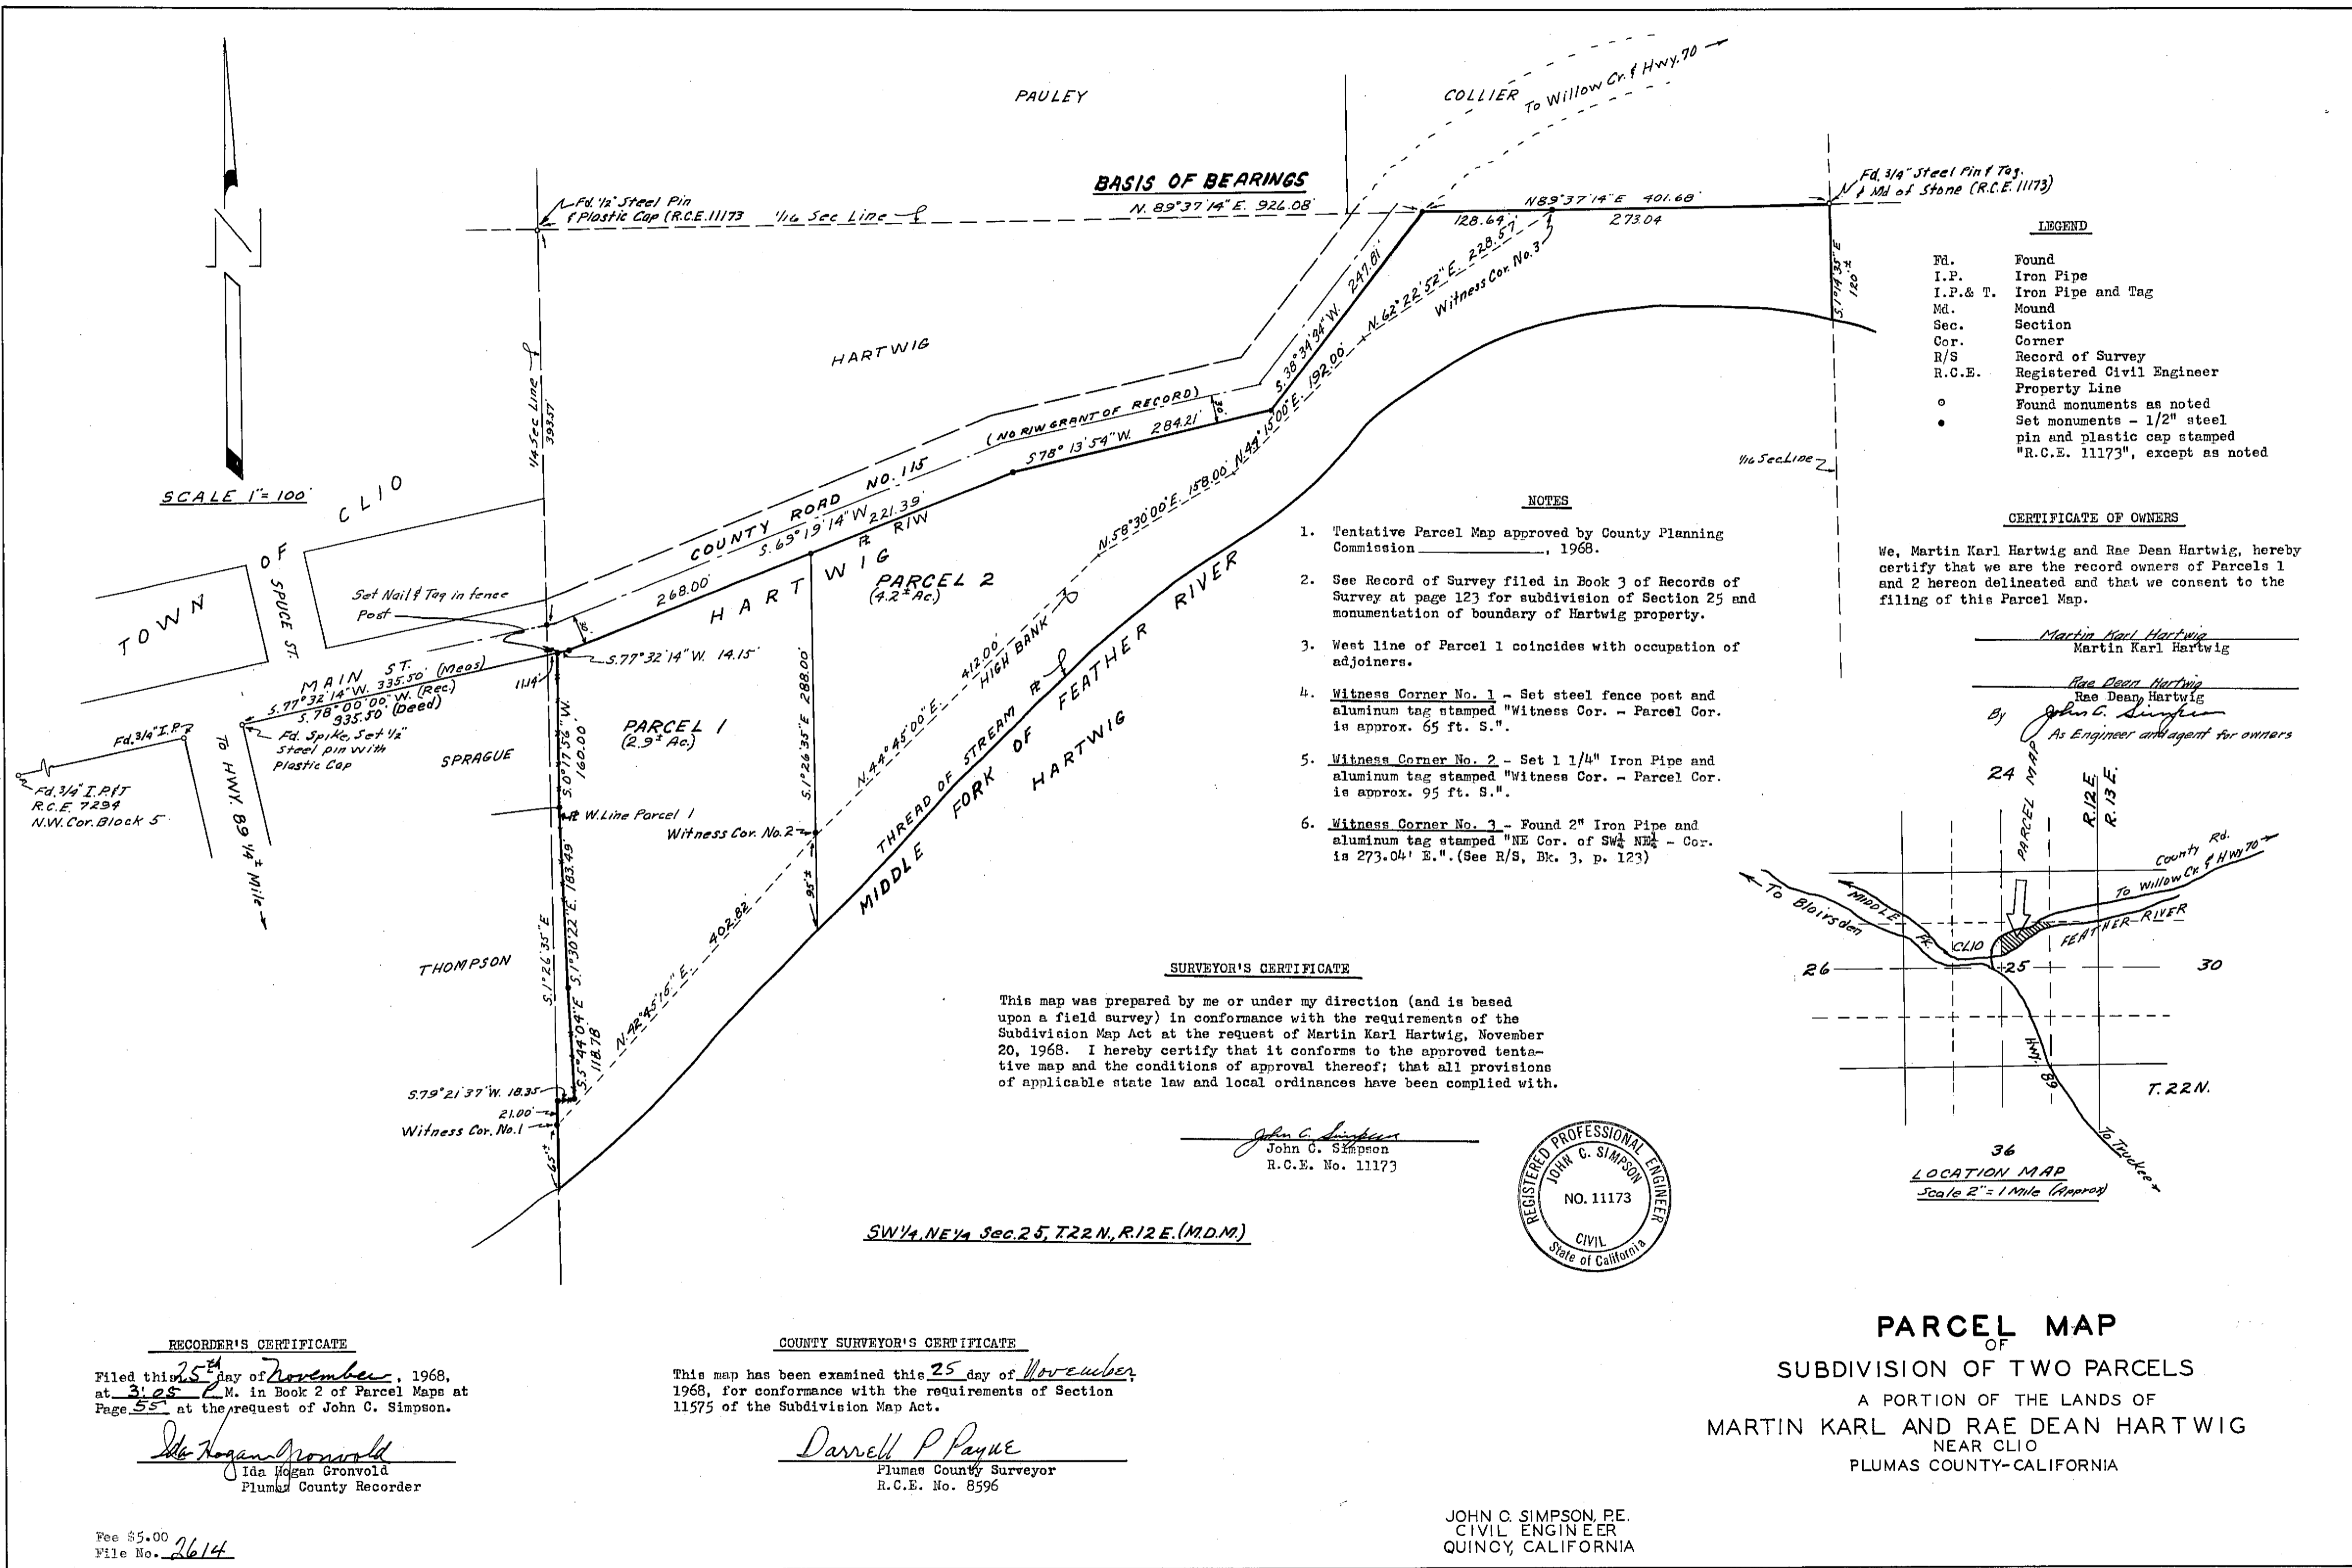 PAULEY
COLLIER
To Willow Cr. & Hwy. 70
BASIS OF BEARINGS
N. 89°37'14"E. 926.08'
Fd. 1/2" Steel Pin
& Plastic Cap (R.C.E. 11173
1/16 Sec Line
N89°37'14"E 401.68'
128.64'
273.04
Fd. 3/4" Steel Pin & Tag.
& Md of Stone (R.C.E. 11173)
N
SCALE 1"= 100'
1/4 Sec Line
393.57'
HARTWIG
S.38°34'94"W. 247.81'
N.62°22'52"E. 228.57
Witness Cor. No. 3
S.1°14'35"E
120'±
(NO R/W GRANT OF RECORD)
30'
S78°13'54"W. 284.21'
N.44°15'00"E. 192.00'
COUNTY ROAD NO. 115
S.69°19'14"W. 221.39'
R/W
268.00'
30'
HARTWIG
PARCEL 2
(4.2± Ac.)
N.58°30'00"E. 158.00'
1/16 Sec. Line
TOWN OF CLIO
SPUCE ST.
Set Nail & Tag in fence
Post
S.77°32'14"W. 14.15'
11.14'
MAIN ST.
S.77°32'14"W. 335.50' (Meas)
S.78°00'00"W. (Rec.)
335.50' (Deed)
Fd. 3/4" I.P.
Fd. Spike, Set 1/2"
Steel pin with
Plastic Cap
Fd. 3/4" I.P.&T
R.C.E. 7294
N.W. Cor. Block 5
To HWY. 89 1/4± Mile
SPRAGUE
S.0°17'56"W.
160.00'
PARCEL 1
(2.9± Ac.)
S.1°26'35"E 288.00'
N.44°45'00"E. 412.00'
HIGH BANK
THREAD OF STREAM
MIDDLE FORK OF FEATHER RIVER
HARTWIG
W. Line Parcel 1
Witness Cor. No. 2
95'±
THOMPSON
S.1°26'35"E
S.1°30'22"E. 183.49'
S.5°44'04"E
118.78'
N.42°45'15"E. 402.82'
S.79°21'37"W. 18.35'
21.00'
Witness Cor. No. 1
65'±
LEGEND
Fd. Found
I.P. Iron Pipe
I.P.& T. Iron Pipe and Tag
Md. Mound
Sec. Section
Cor. Corner
R/S Record of Survey
R.C.E. Registered Civil Engineer
Property Line
Found monuments as noted
Set monuments - 1/2" steel
pin and plastic cap stamped
"R.C.E. 11173", except as noted
NOTES
1. Tentative Parcel Map approved by County Planning
Commission ____________, 1968.
2. See Record of Survey filed in Book 3 of Records of
Survey at page 123 for subdivision of Section 25 and
monumentation of boundary of Hartwig property.
3. West line of Parcel 1 coincides with occupation of
adjoiners.
4. Witness Corner No. 1 - Set steel fence post and
aluminum tag stamped "Witness Cor. - Parcel Cor.
is approx. 65 ft. S.".
5. Witness Corner No. 2 - Set 1 1/4" Iron Pipe and
aluminum tag stamped "Witness Cor. - Parcel Cor.
is approx. 95 ft. S.".
6. Witness Corner No. 3 - Found 2" Iron Pipe and
aluminum tag stamped "NE Cor. of SW¼ NE¼ - Cor.
is 273.04' E.". (See R/S, Bk. 3, p. 123)
CERTIFICATE OF OWNERS
We, Martin Karl Hartwig and Rae Dean Hartwig, hereby
certify that we are the record owners of Parcels 1
and 2 hereon delineated and that we consent to the
filing of this Parcel Map.
Martin Karl Hartwig
Martin Karl Hartwig
Rae Dean Hartwig
Rae Dean Hartwig
By John C. Simpson
As Engineer and agent for owners
24
PARCEL MAP
R.12 E.
R.13 E.
County Rd.
To Willow Cr. & HWY 70
To Blairsden
MIDDLE FK.
CLIO
FEATHER RIVER
26
25
30
HWY. 89
T. 22 N.
To Truckee
36
LOCATION MAP
Scale 2"= 1 Mile (Approx)
SURVEYOR'S CERTIFICATE
This map was prepared by me or under my direction (and is based
upon a field survey) in conformance with the requirements of the
Subdivision Map Act at the request of Martin Karl Hartwig, November
20, 1968. I hereby certify that it conforms to the approved tenta-
tive map and the conditions of approval thereof; that all provisions
of applicable state law and local ordinances have been complied with.
John C. Simpson
John C. Simpson
R.C.E. No. 11173
REGISTERED PROFESSIONAL ENGINEER
JOHN C. SIMPSON
NO. 11173
CIVIL
State of California
SW 1/4, NE 1/4 Sec. 25, T.22 N., R.12 E. (M.D.M.)
RECORDER'S CERTIFICATE
Filed this 25th day of November, 1968,
at 3:05 P.M. in Book 2 of Parcel Maps at
Page 55 at the request of John C. Simpson.
Ida Hogan Gronvold
Ida Hogan Gronvold
Plumas County Recorder
Fee $5.00
File No. 2614
COUNTY SURVEYOR'S CERTIFICATE
This map has been examined this 25 day of November,
1968, for conformance with the requirements of Section
11575 of the Subdivision Map Act.
Darrell P Payne
Plumas County Surveyor
R.C.E. No. 8596
PARCEL MAP
OF
SUBDIVISION OF TWO PARCELS
A PORTION OF THE LANDS OF
MARTIN KARL AND RAE DEAN HARTWIG
NEAR CLIO
PLUMAS COUNTY-CALIFORNIA
JOHN C. SIMPSON, P.E.
CIVIL ENGINEER
QUINCY, CALIFORNIA